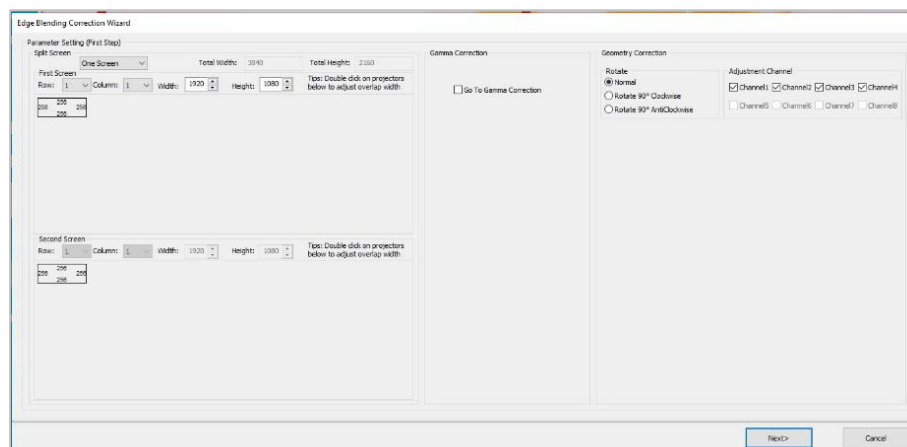 Edge Blending Correction Wizard
Parameter Setting (First Step)
Split Screen
One Screen
Total Width: 3840
Total Height: 2160
First Screen
Row: 1 Column: 1 Width: 1920 Height: 1080
Tips: Double click on projectors
below to adjust overlap width
256
256 256
256
Second Screen
Row: 1 Column: 1 Width: 1920 Height: 1080
Tips: Double click on projectors
below to adjust overlap width
256
256 256
256
Gamma Correction
Go To Gamma Correction
Geometry Correction
Rotate
Normal
Rotate 90° Clockwise
Rotate 90° AntiClockwise
Adjustment Channel
Channel1 Channel2 Channel3 Channel4
Channel5 Channel6 Channel7 Channel8
Next> Cancel